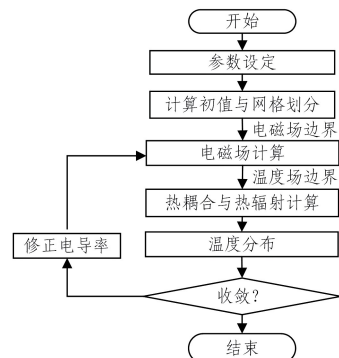 开始
参数设定
计算初值与网格划分
电磁场边界
电磁场计算
温度场边界
热耦合与热辐射计算
修正电导率
温度分布
收敛?
结束